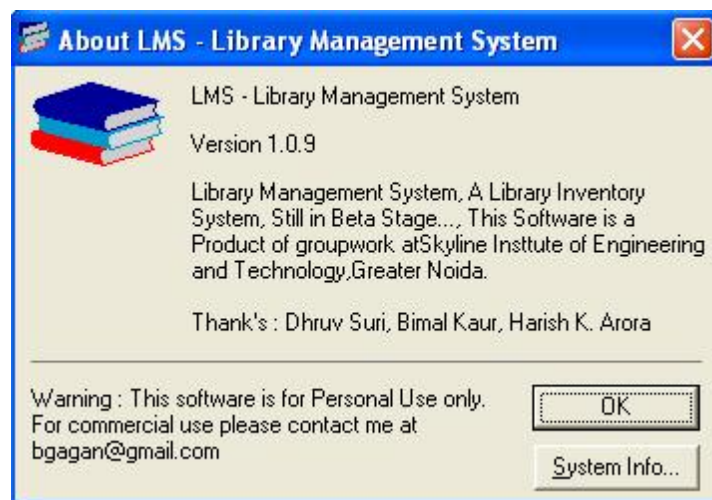 About LMS - Library Management System
LMS - Library Management System
Version 1.0.9
Library Management System, A Library Inventory
System, Still in Beta Stage..., This Software is a
Product of groupwork atSkyline Insttute of Engineering
and Technology,Greater Noida.
Thank's : Dhruv Suri, Bimal Kaur, Harish K. Arora
Warning : This software is for Personal Use only.
For commercial use please contact me at
bgagan@gmail.com
OK
System Info...